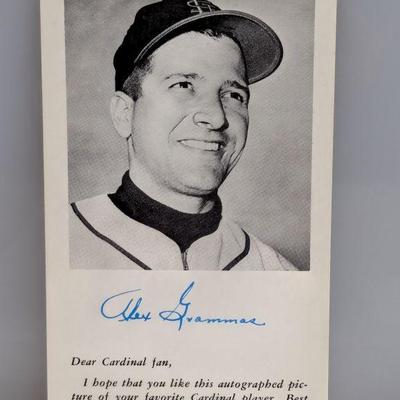 Alex Grammas
Dear Cardinal fan,
I hope that you like this autographed pic-
ture of your favorite Cardinal player. Best